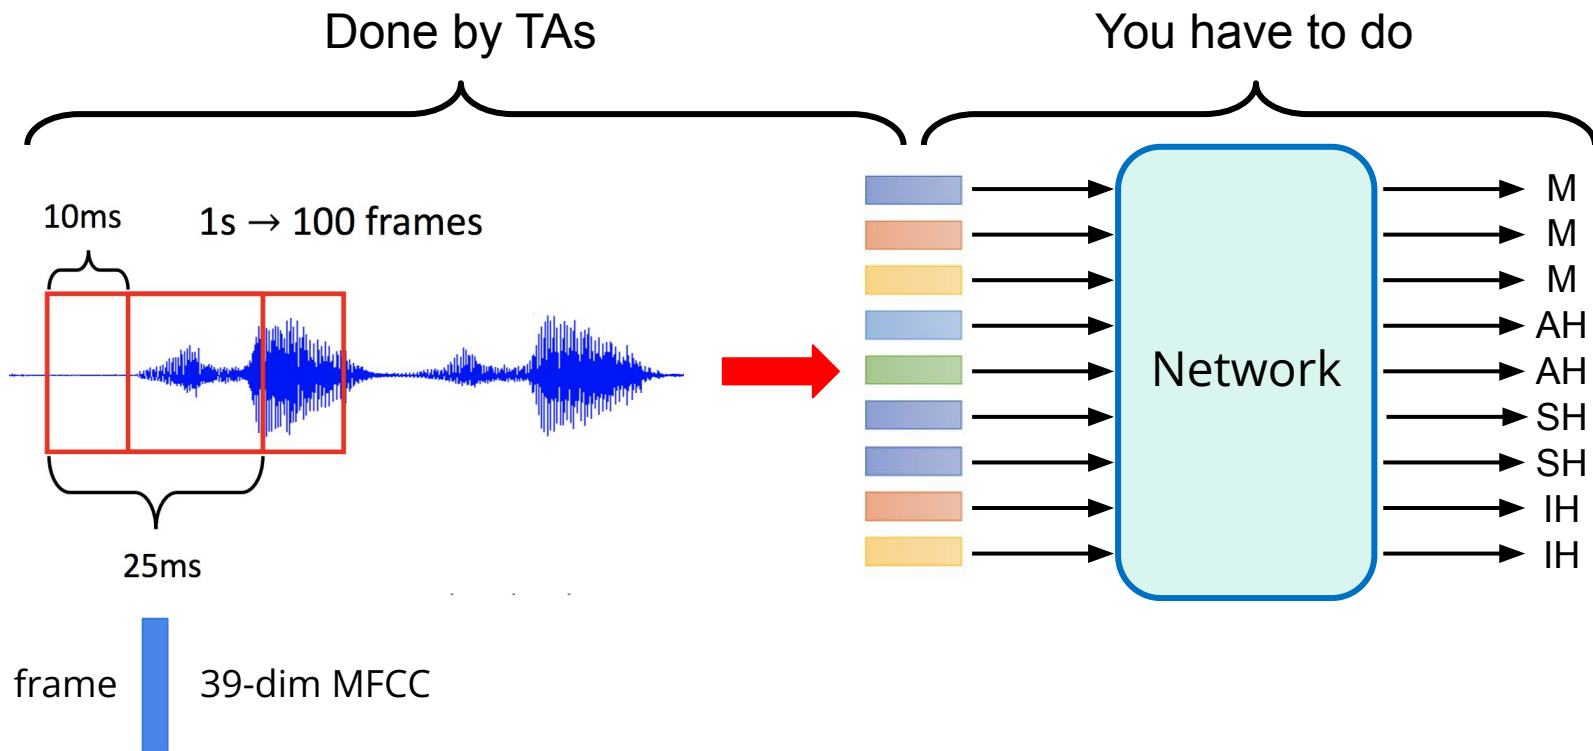 Done by TAs
You have to do
10ms
1s → 100 frames
25ms
frame
39-dim MFCC
Network
M
M
M
AH
AH
SH
SH
IH
IH